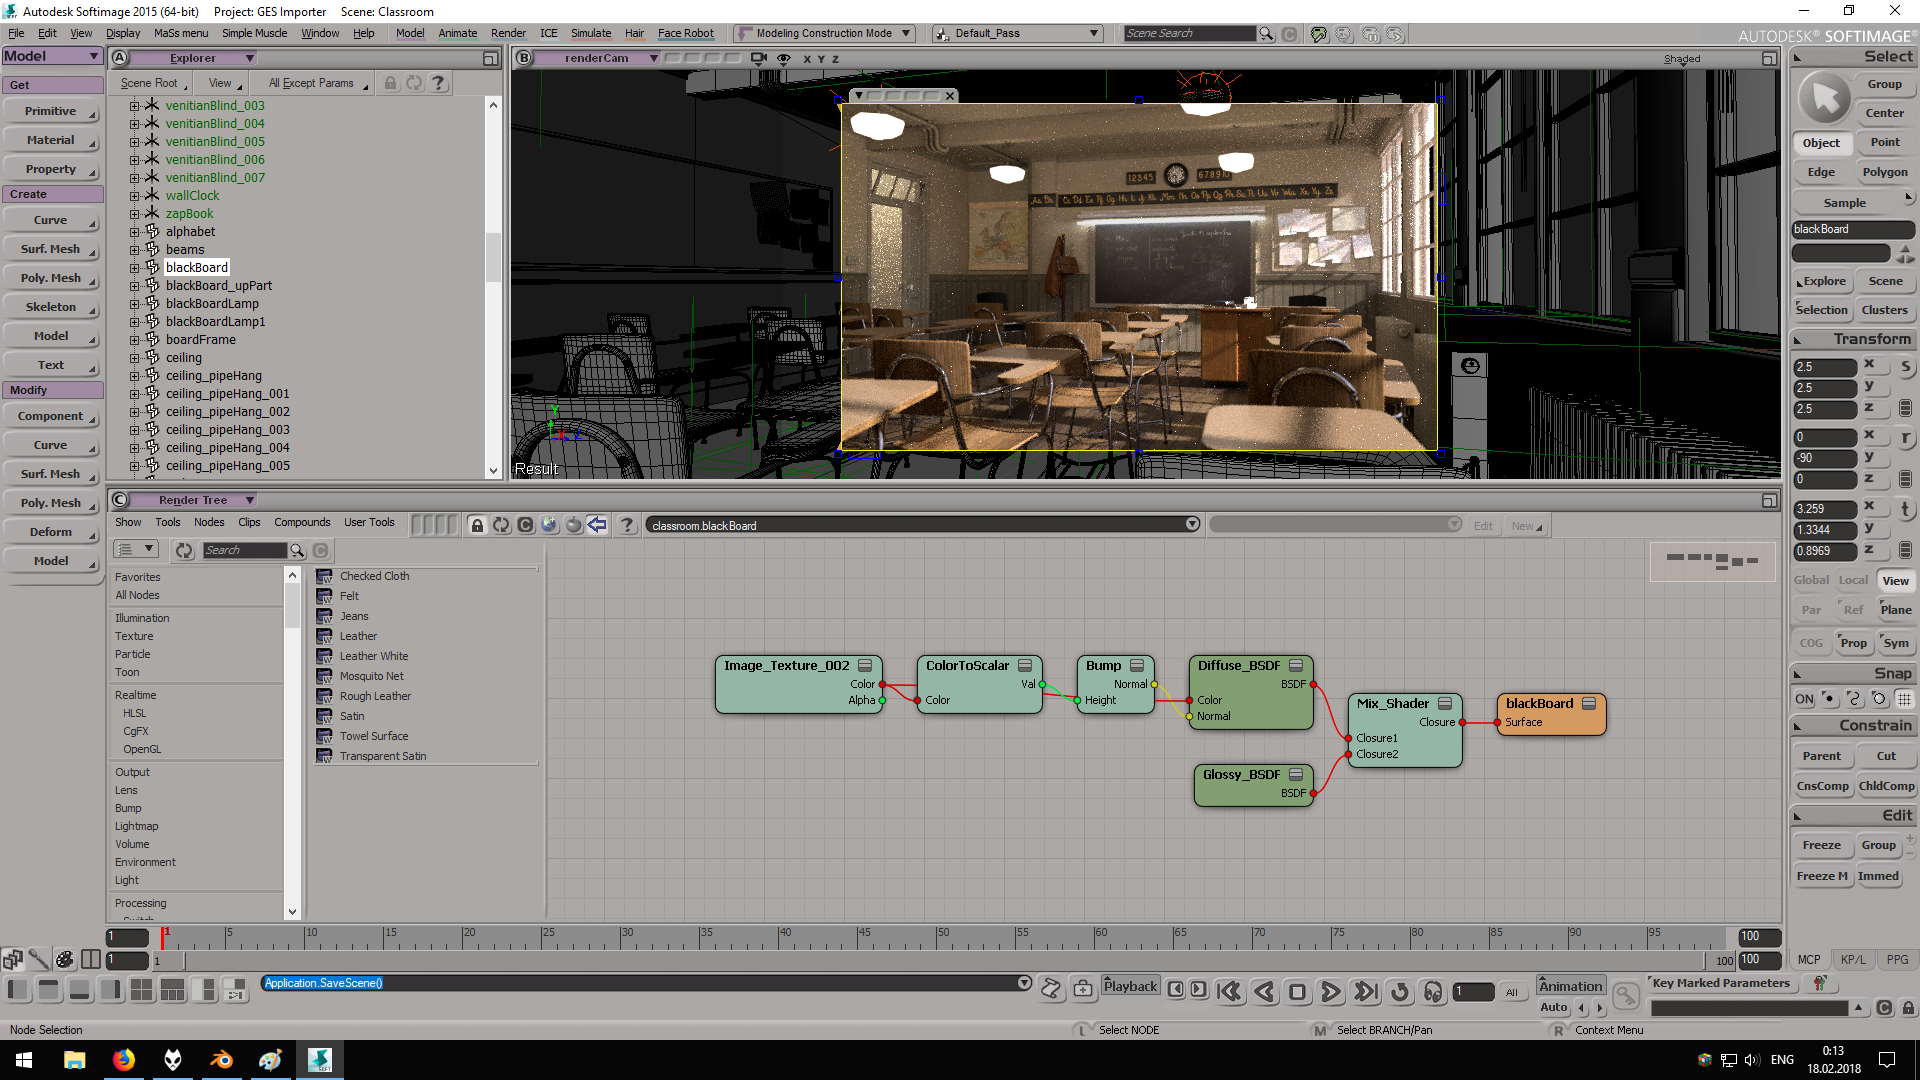 Autodesk Softimage 2015 (64-bit) Project: GES Importer Scene: Classroom
File Edit View Display MaSs menu Simple Muscle Window Help Model Animate Render ICE Simulate Hair Face Robot Modeling Construction Mode Default_Pass Scene Search AUTODESK® SOFTIMAGE®
Model
Get
Primitive
Material
Property
Create
Curve
Surf. Mesh
Poly. Mesh
Skeleton
Model
Text
Modify
Component
Curve
Surf. Mesh
Poly. Mesh
Deform
Model
A Explorer
Scene Root View All Except Params ?
venitianBlind_003
venitianBlind_004
venitianBlind_005
venitianBlind_006
venitianBlind_007
wallClock
zapBook
alphabet
beams
blackBoard
blackBoard_upPart
blackBoardLamp
blackBoardLamp1
boardFrame
ceiling
ceiling_pipeHang
ceiling_pipeHang_001
ceiling_pipeHang_002
ceiling_pipeHang_003
ceiling_pipeHang_004
ceiling_pipeHang_005
B renderCam X Y Z Shaded
12345 678910
Y
Result
C Render Tree
Show Tools Nodes Clips Compounds User Tools ? classroom.blackBoard Edit New
Search
Favorites
All Nodes
Illumination
Texture
Particle
Toon
Realtime
HLSL
CgFX
OpenGL
Output
Lens
Bump
Lightmap
Volume
Environment
Light
Processing
Switch
Checked Cloth
Felt
Jeans
Leather
Leather White
Mosquito Net
Rough Leather
Satin
Towel Surface
Transparent Satin
Image_Texture_002
Color
Alpha
ColorToScalar
Val
Color
Bump
Normal
Height
Diffuse_BSDF
BSDF
Color
Normal
Glossy_BSDF
BSDF
Mix_Shader
Closure
Closure1
Closure2
blackBoard
Surface
Select
Group
Center
Object Point
Edge Polygon
Sample
blackBoard
Explore Scene
Selection Clusters
Transform
2.5 x S
2.5 y
2.5 z
0 x r
-90 y
0 z
3.259 x t
1.3344 y
0.8969 z
Global Local View
Par Ref Plane
COG Prop Sym
Snap
ON
Constrain
Parent Cut
CnsComp ChldComp
Edit
Freeze Group
Freeze M Immed
MCP KP/L PPG
1 1 5 10 15 20 25 30 35 40 45 50 55 60 65 70 75 80 85 90 95 100
1 1 100 100
Application.SaveScene() Playback 1 All Animation Key Marked Parameters
Auto
Node Selection L Select NODE M Select BRANCH/Pan R Context Menu
ENG 0:13
18.02.2018